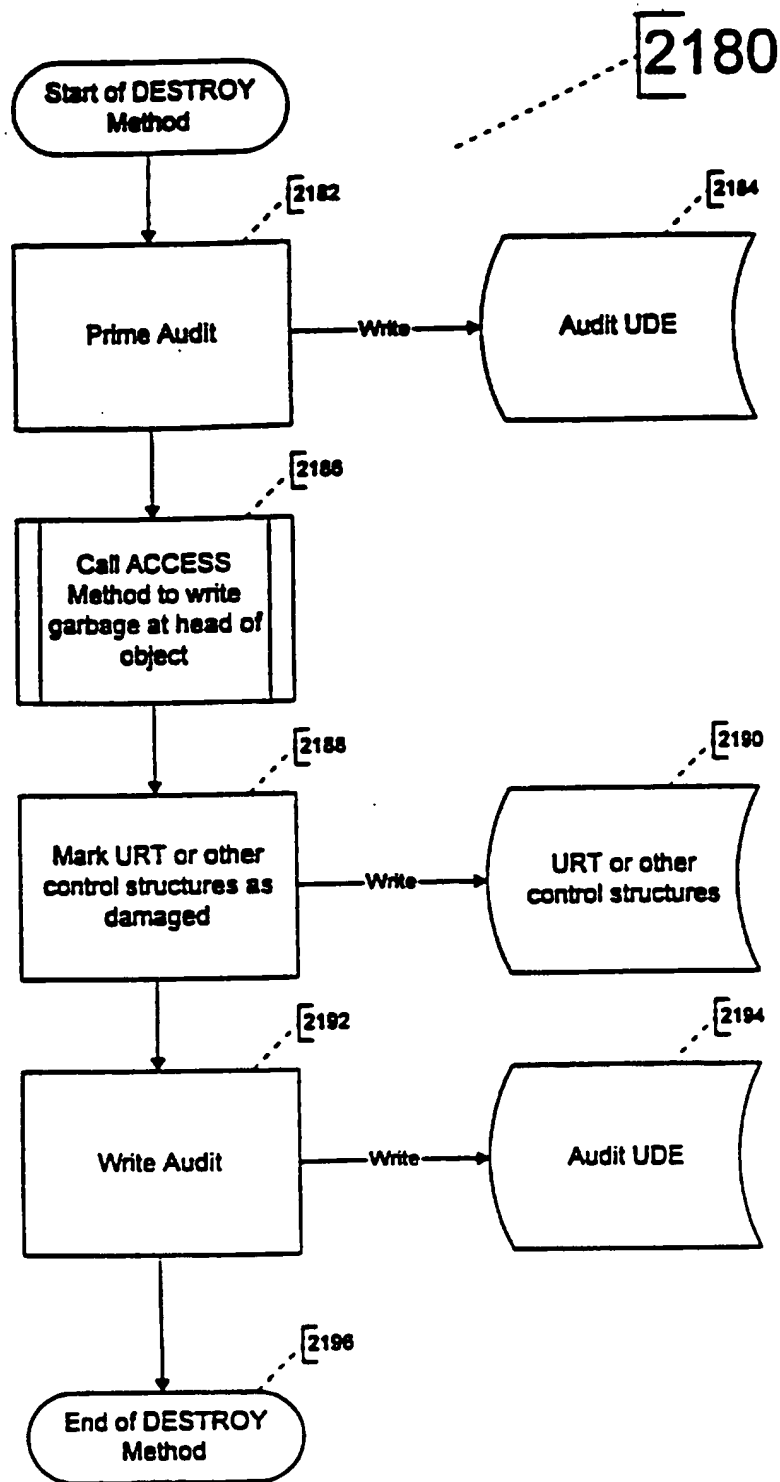 2180
Start of DESTROY
Method
2182
2184
Prime Audit
Write
Audit UDE
2186
Call ACCESS
Method to write
garbage at head of
object
2188
2190
Mark URT or other
control structures as
damaged
Write
URT or other
control structures
2192
2194
Write Audit
Write
Audit UDE
2196
End of DESTROY
Method